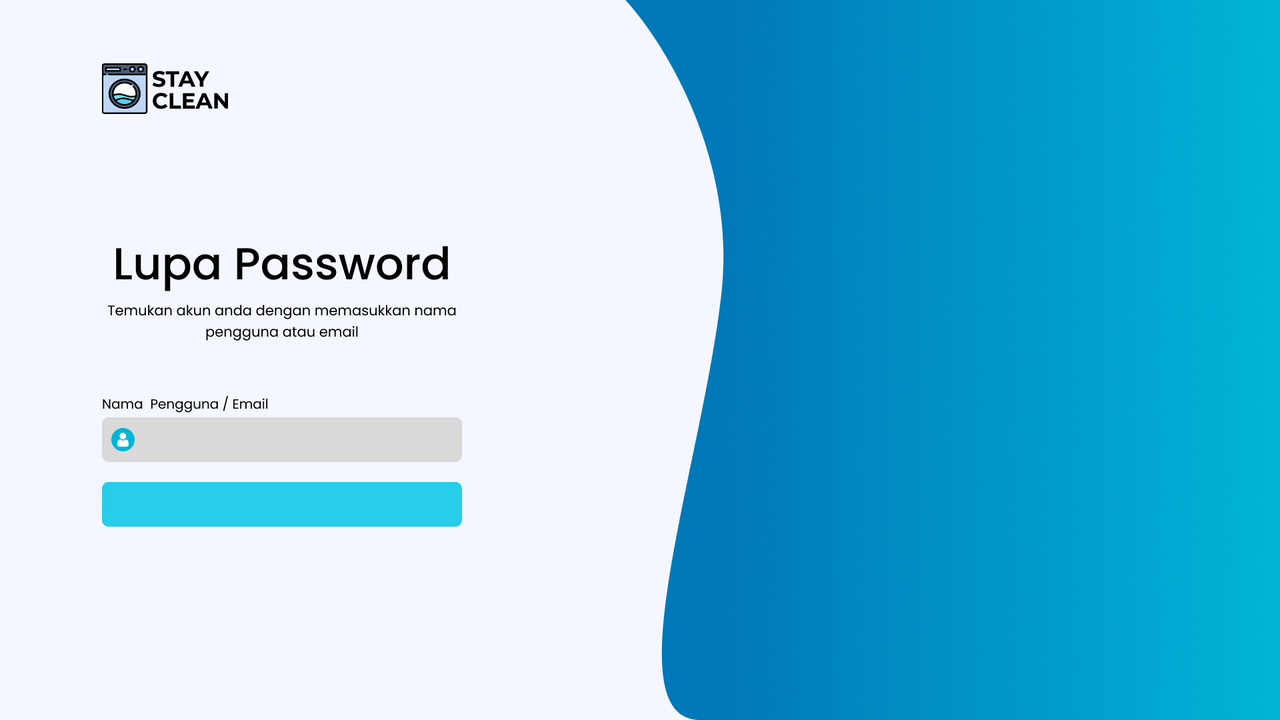 STAY
CLEAN
Lupa Password
Temukan akun anda dengan memasukkan nama
pengguna atau email
Nama  Pengguna / Email